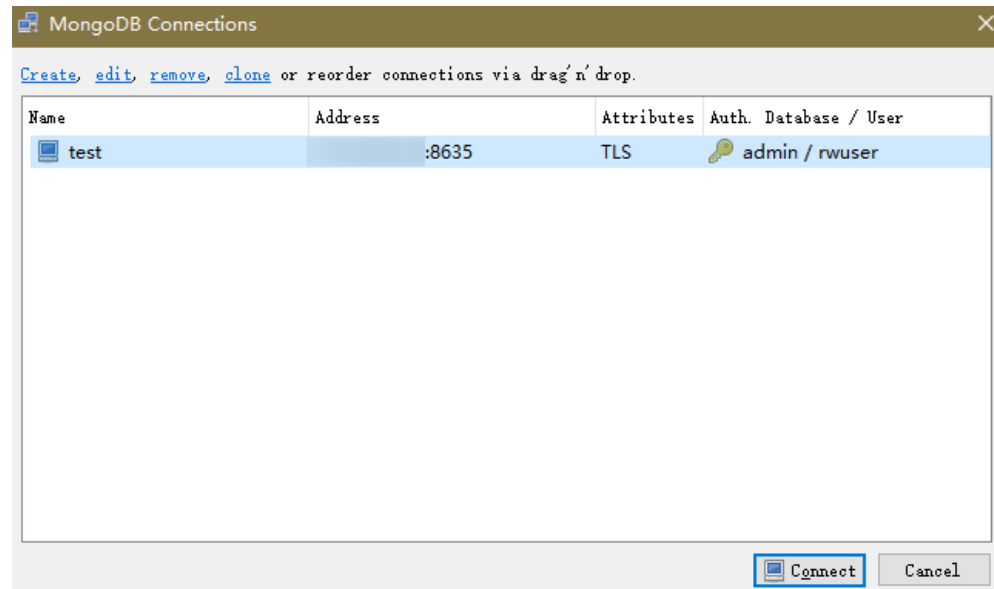 MongoDB Connections
Create, edit, remove, clone or reorder connections via drag'n'drop.
Name Address Attributes Auth. Database / User
test :8635 TLS admin / rwuser
Connect Cancel